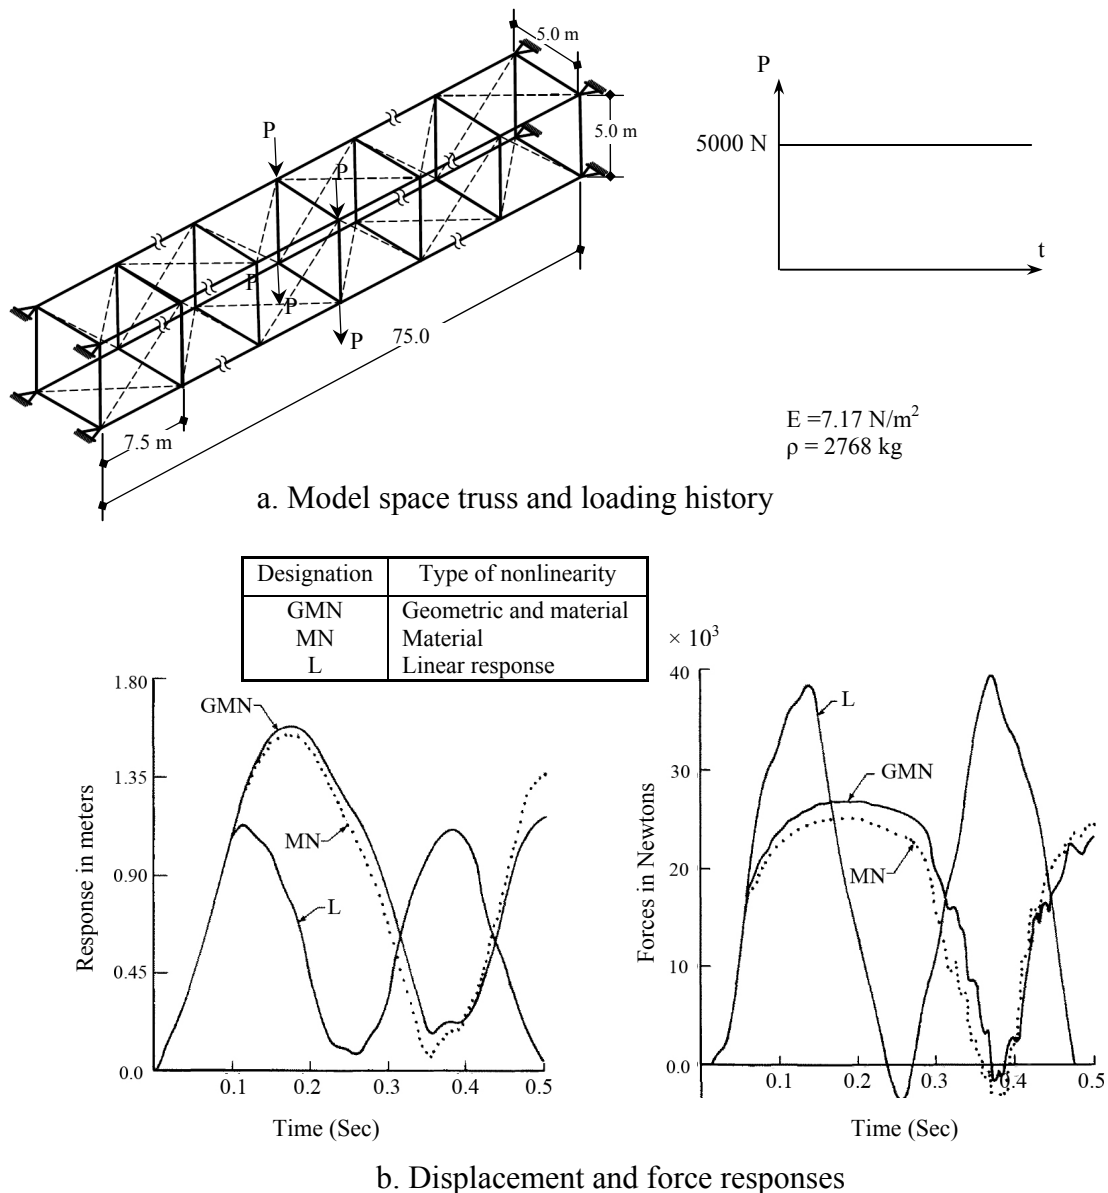 5.0 m
P
5000 N
5.0 m
P
P
t
P
P
P
75.0
7.5 m
E =7.17 N/m²
ρ = 2768 kg
a. Model space truss and loading history
Designation Type of nonlinearity
GMN Geometric and material
MN Material
L Linear response
Response in meters
1.80
1.35
0.90
0.45
0.0
GMN
MN
L
0.1 0.2 0.3 0.4 0.5
Time (Sec)
× 10³
Forces in Newtons
40
30
20
10
0.0
L
GMN
MN
0.1 0.2 0.3 0.4 0.5
Time (Sec)
b. Displacement and force responses